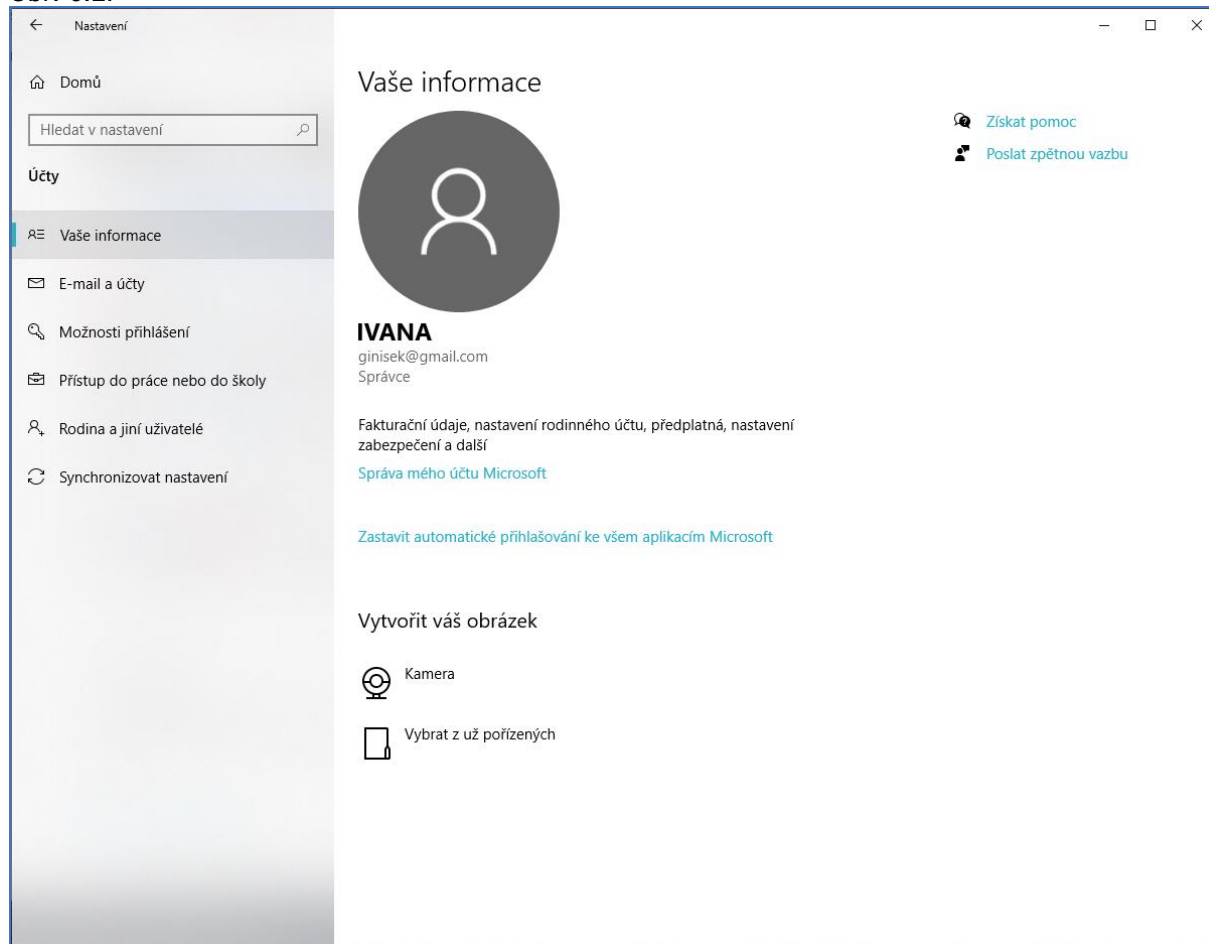 Nastavení
Domů
Hledat v nastavení
Účty
Vaše informace
E-mail a účty
Možnosti přihlášení
Přístup do práce nebo do školy
Rodina a jiní uživatelé
Synchronizovat nastavení
Vaše informace
IVANA
ginisek@gmail.com
Správce
Fakturační údaje, nastavení rodinného účtu, předplatná, nastavení
zabezpečení a další
Správa mého účtu Microsoft
Zastavit automatické přihlašování ke všem aplikacím Microsoft
Vytvořit váš obrázek
Kamera
Vybrat z už pořízených
Získat pomoc
Poslat zpětnou vazbu